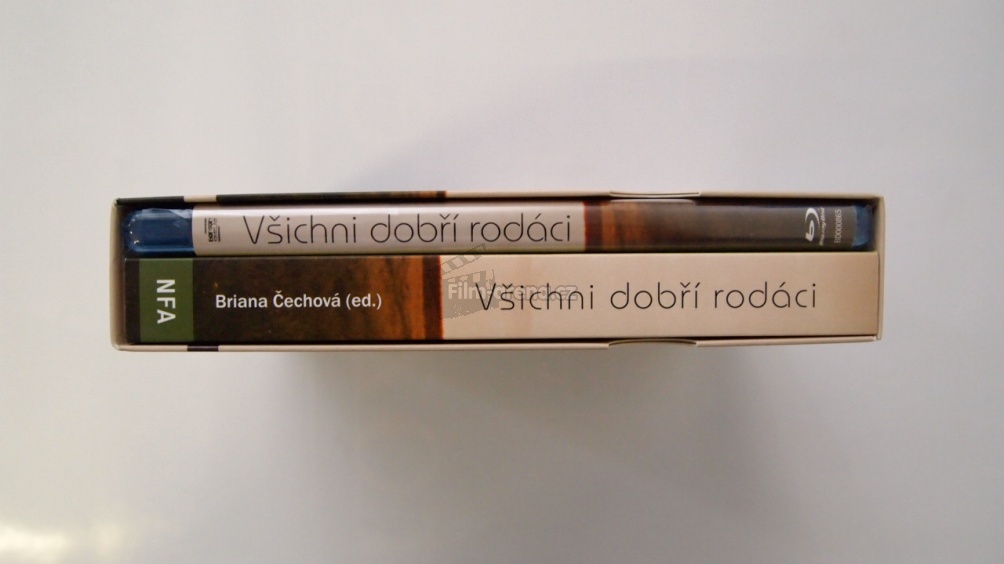 Všichni dobří rodáci
NFA
Briana Čechová (ed.)
Všichni dobří rodáci